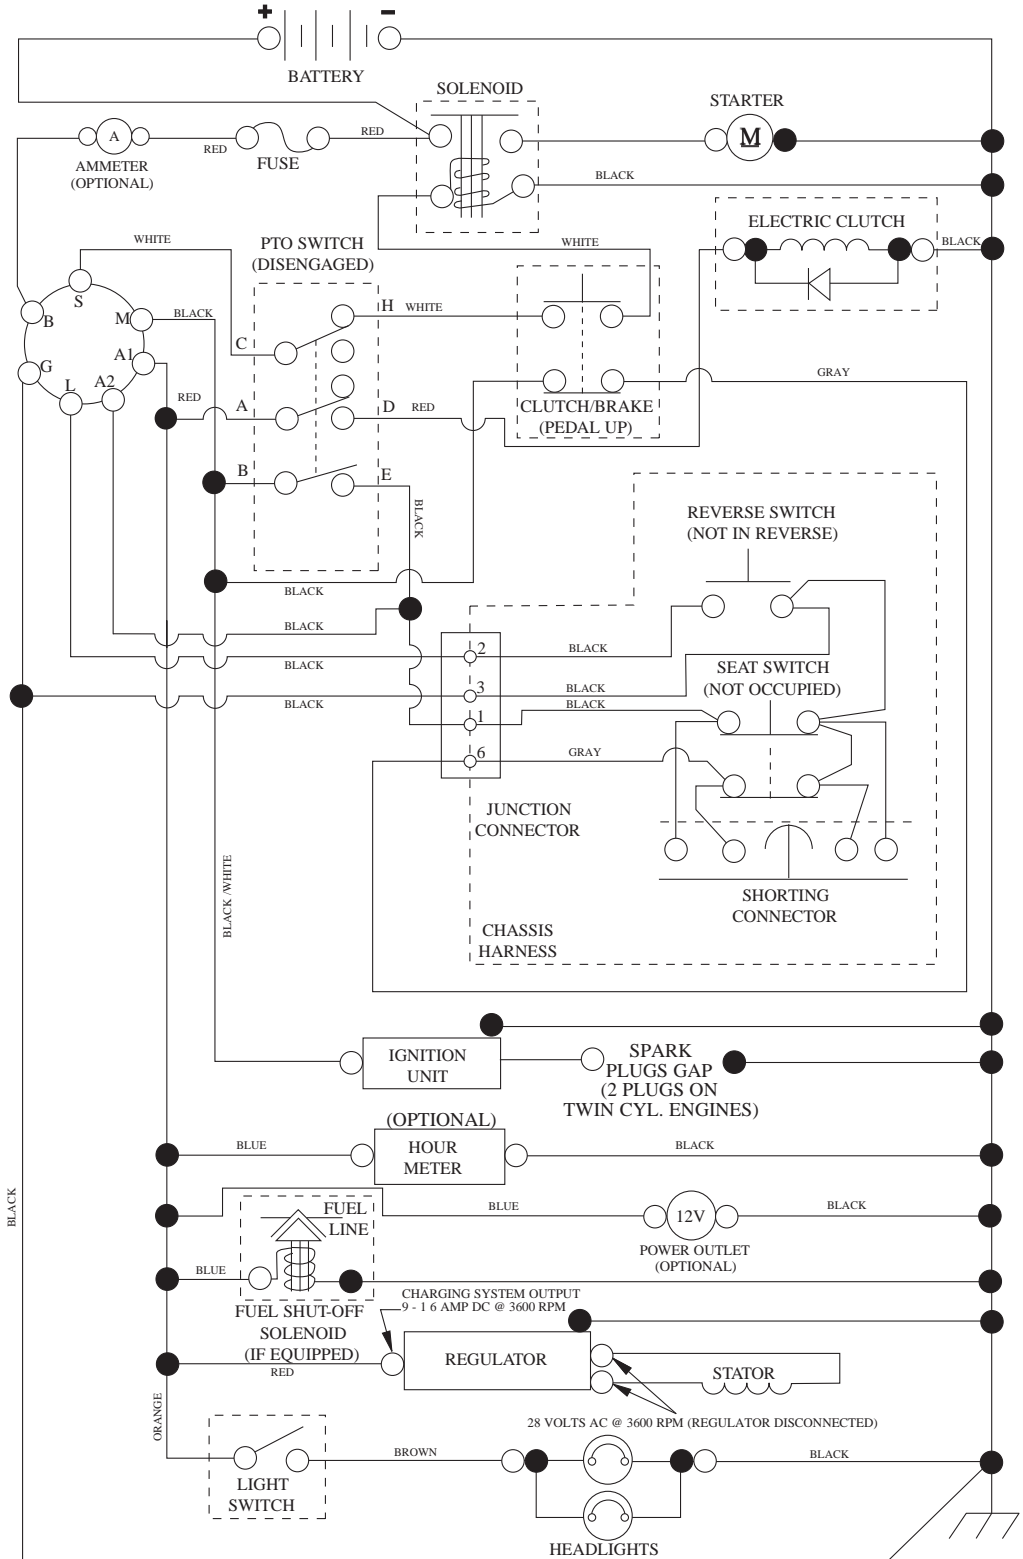 + -
BATTERY
SOLENOID
STARTER
M
A
AMMETER
(OPTIONAL)
RED
FUSE
RED
BLACK
ELECTRIC CLUTCH
BLACK
WHITE
PTO SWITCH
(DISENGAGED)
WHITE
S
B
M
BLACK
H
WHITE
C
A1
G
L
A2
GRAY
RED
A
D
RED
CLUTCH/BRAKE
(PEDAL UP)
B
E
BLACK
REVERSE SWITCH
(NOT IN REVERSE)
BLACK
BLACK
2
BLACK
BLACK
SEAT SWITCH
(NOT OCCUPIED)
3
BLACK
BLACK
BLACK
1
6
GRAY
JUNCTION
CONNECTOR
BLACK /WHITE
SHORTING
CONNECTOR
CHASSIS
HARNESS
IGNITION
UNIT
SPARK
PLUGS GAP
(2 PLUGS ON
TWIN CYL. ENGINES)
(OPTIONAL)
HOUR
METER
BLUE
BLACK
BLACK
FUEL
LINE
BLUE
12V
BLACK
POWER OUTLET
(OPTIONAL)
BLUE
FUEL SHUT-OFF
SOLENOID
(IF EQUIPPED)
CHARGING SYSTEM OUTPUT
9 - 1 6 AMP DC @ 3600 RPM
RED
REGULATOR
STATOR
28 VOLTS AC @ 3600 RPM (REGULATOR DISCONNECTED)
ORANGE
BROWN
BLACK
LIGHT
SWITCH
HEADLIGHTS